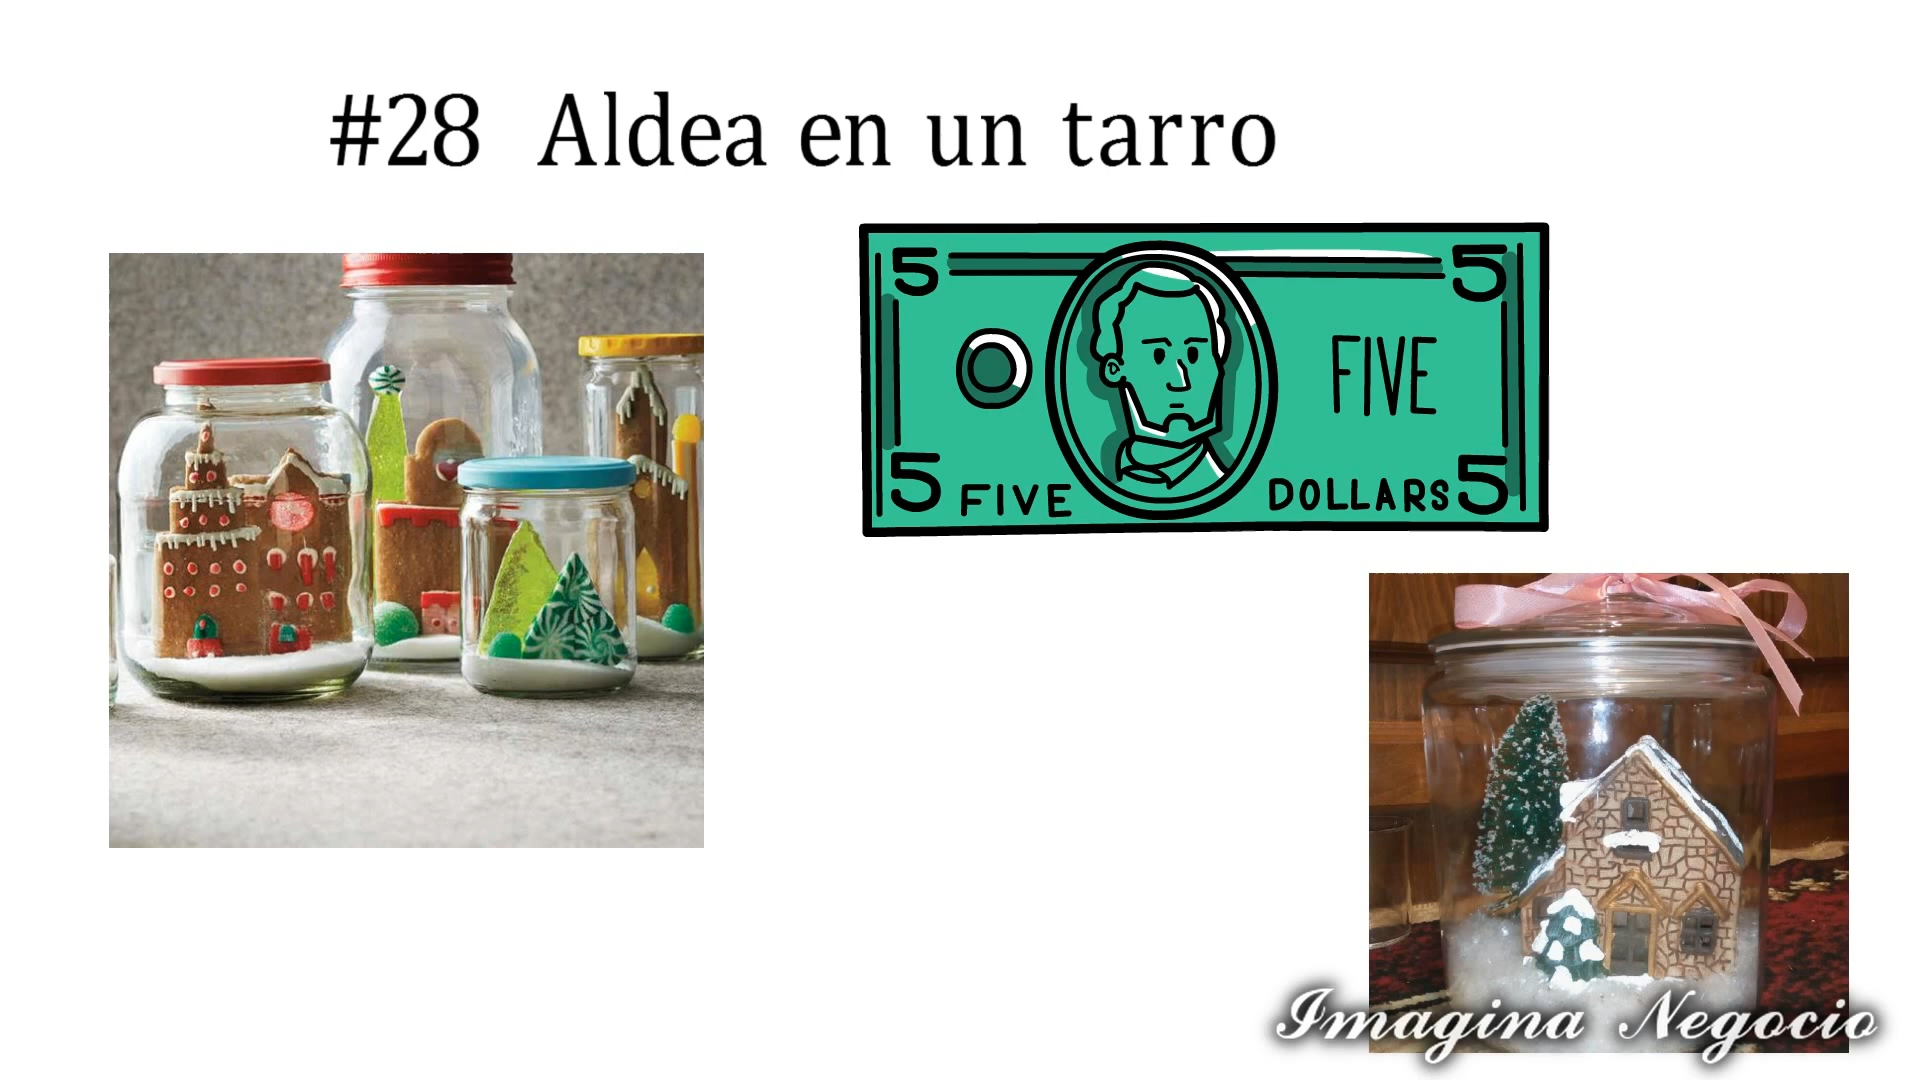 #28 Aldea en un tarro
5 5
FIVE
5 FIVE DOLLARS 5
Imagina Negocio